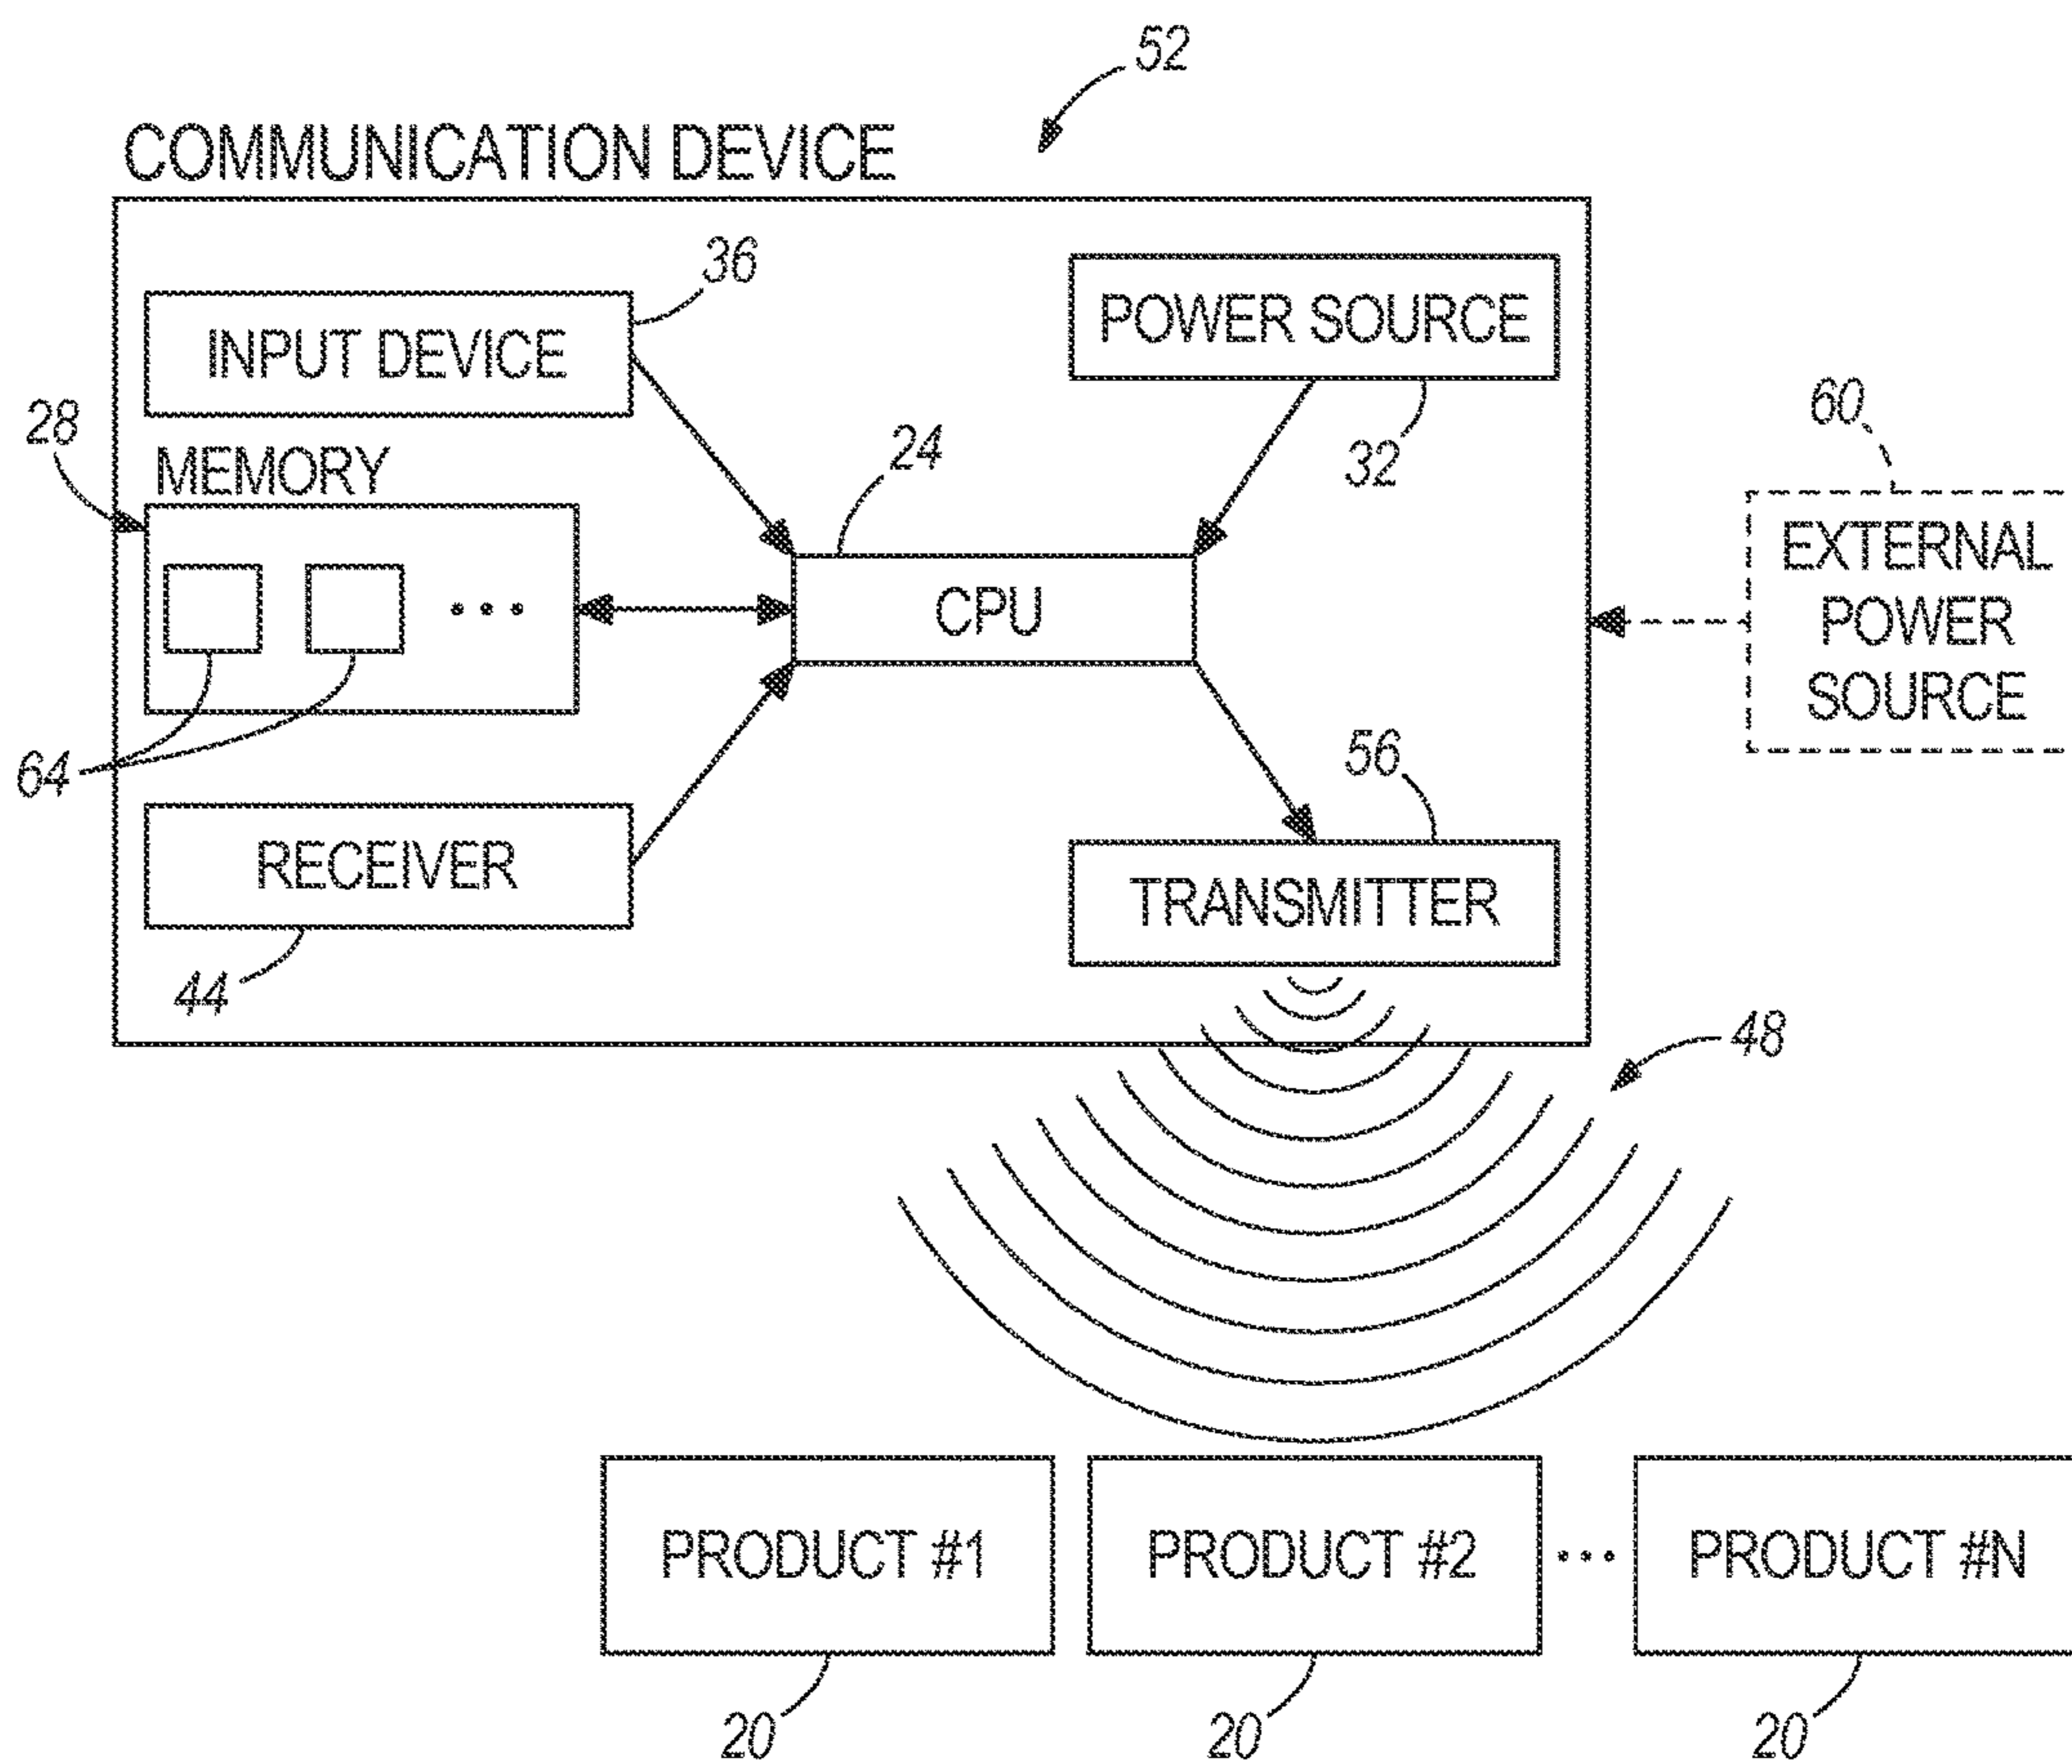 52
COMMUNICATION DEVICE
36
INPUT DEVICE
POWER SOURCE
28
MEMORY
24
32
60
CPU
EXTERNAL
POWER
SOURCE
64
56
RECEIVER
TRANSMITTER
44
48
PRODUCT #1
PRODUCT #2
PRODUCT #N
20
20
20